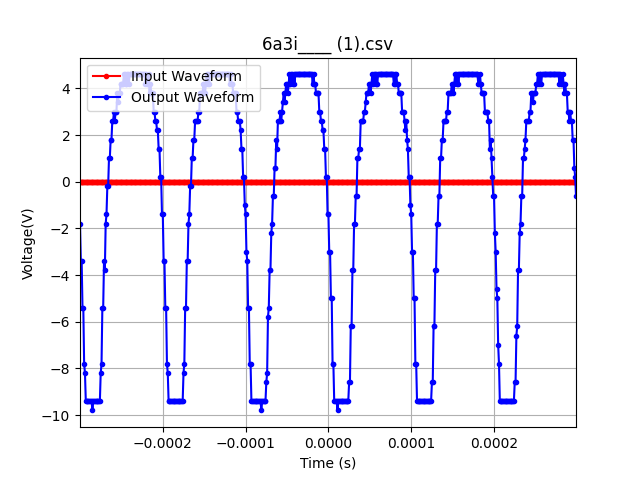 6a3i____ (1).csv
Input Waveform
Output Waveform
Voltage(V)
4
2
0
−2
−4
−6
−8
−10
−0.0002
−0.0001
0.0000
0.0001
0.0002
Time (s)